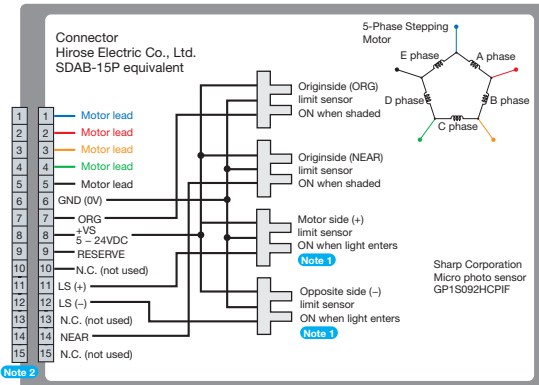 Connector
Hirose Electric Co., Ltd.
SDAB-15P equivalent
5-Phase Stepping
Motor
E phase
A phase
D phase
B phase
C phase
1 1 Motor lead
2 2 Motor lead
3 3 Motor lead
4 4 Motor lead
5 5 Motor lead
6 6 GND (0V)
7 7 ORG
8 8 +VS
5 – 24VDC
9 9 RESERVE
10 10 N.C. (not used)
11 11 LS (+)
12 12 LS (–)
13 13 N.C. (not used)
14 14 NEAR
15 15 N.C. (not used)
Note 2
Originside (ORG)
limit sensor
ON when shaded
Originside (NEAR)
limit sensor
ON when shaded
Motor side (+)
limit sensor
ON when light enters
Note 1
Opposite side (–)
limit sensor
ON when light enters
Note 1
Sharp Corporation
Micro photo sensor
GP1S092HCPIF